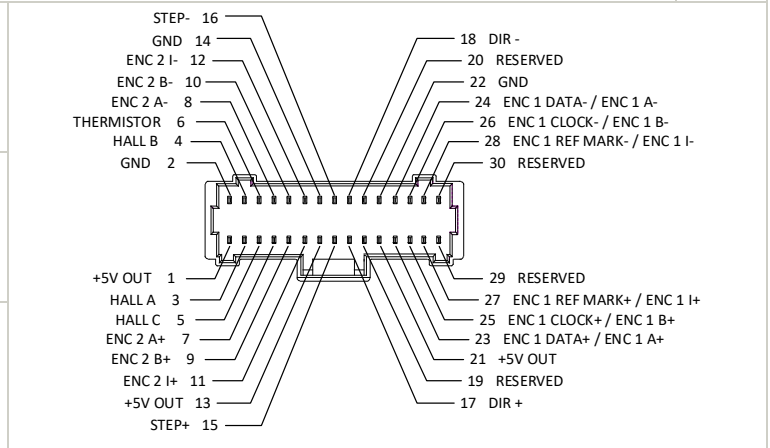 STEP- 16
GND 14
ENC 2 I- 12
ENC 2 B- 10
ENC 2 A- 8
THERMISTOR 6
HALL B 4
GND 2
18 DIR -
20 RESERVED
22 GND
24 ENC 1 DATA- / ENC 1 A-
26 ENC 1 CLOCK- / ENC 1 B-
28 ENC 1 REF MARK- / ENC 1 I-
30 RESERVED
+5V OUT 1
HALL A 3
HALL C 5
ENC 2 A+ 7
ENC 2 B+ 9
ENC 2 I+ 11
+5V OUT 13
STEP+ 15
29 RESERVED
27 ENC 1 REF MARK+ / ENC 1 I+
25 ENC 1 CLOCK+ / ENC 1 B+
23 ENC 1 DATA+ / ENC 1 A+
21 +5V OUT
19 RESERVED
17 DIR +